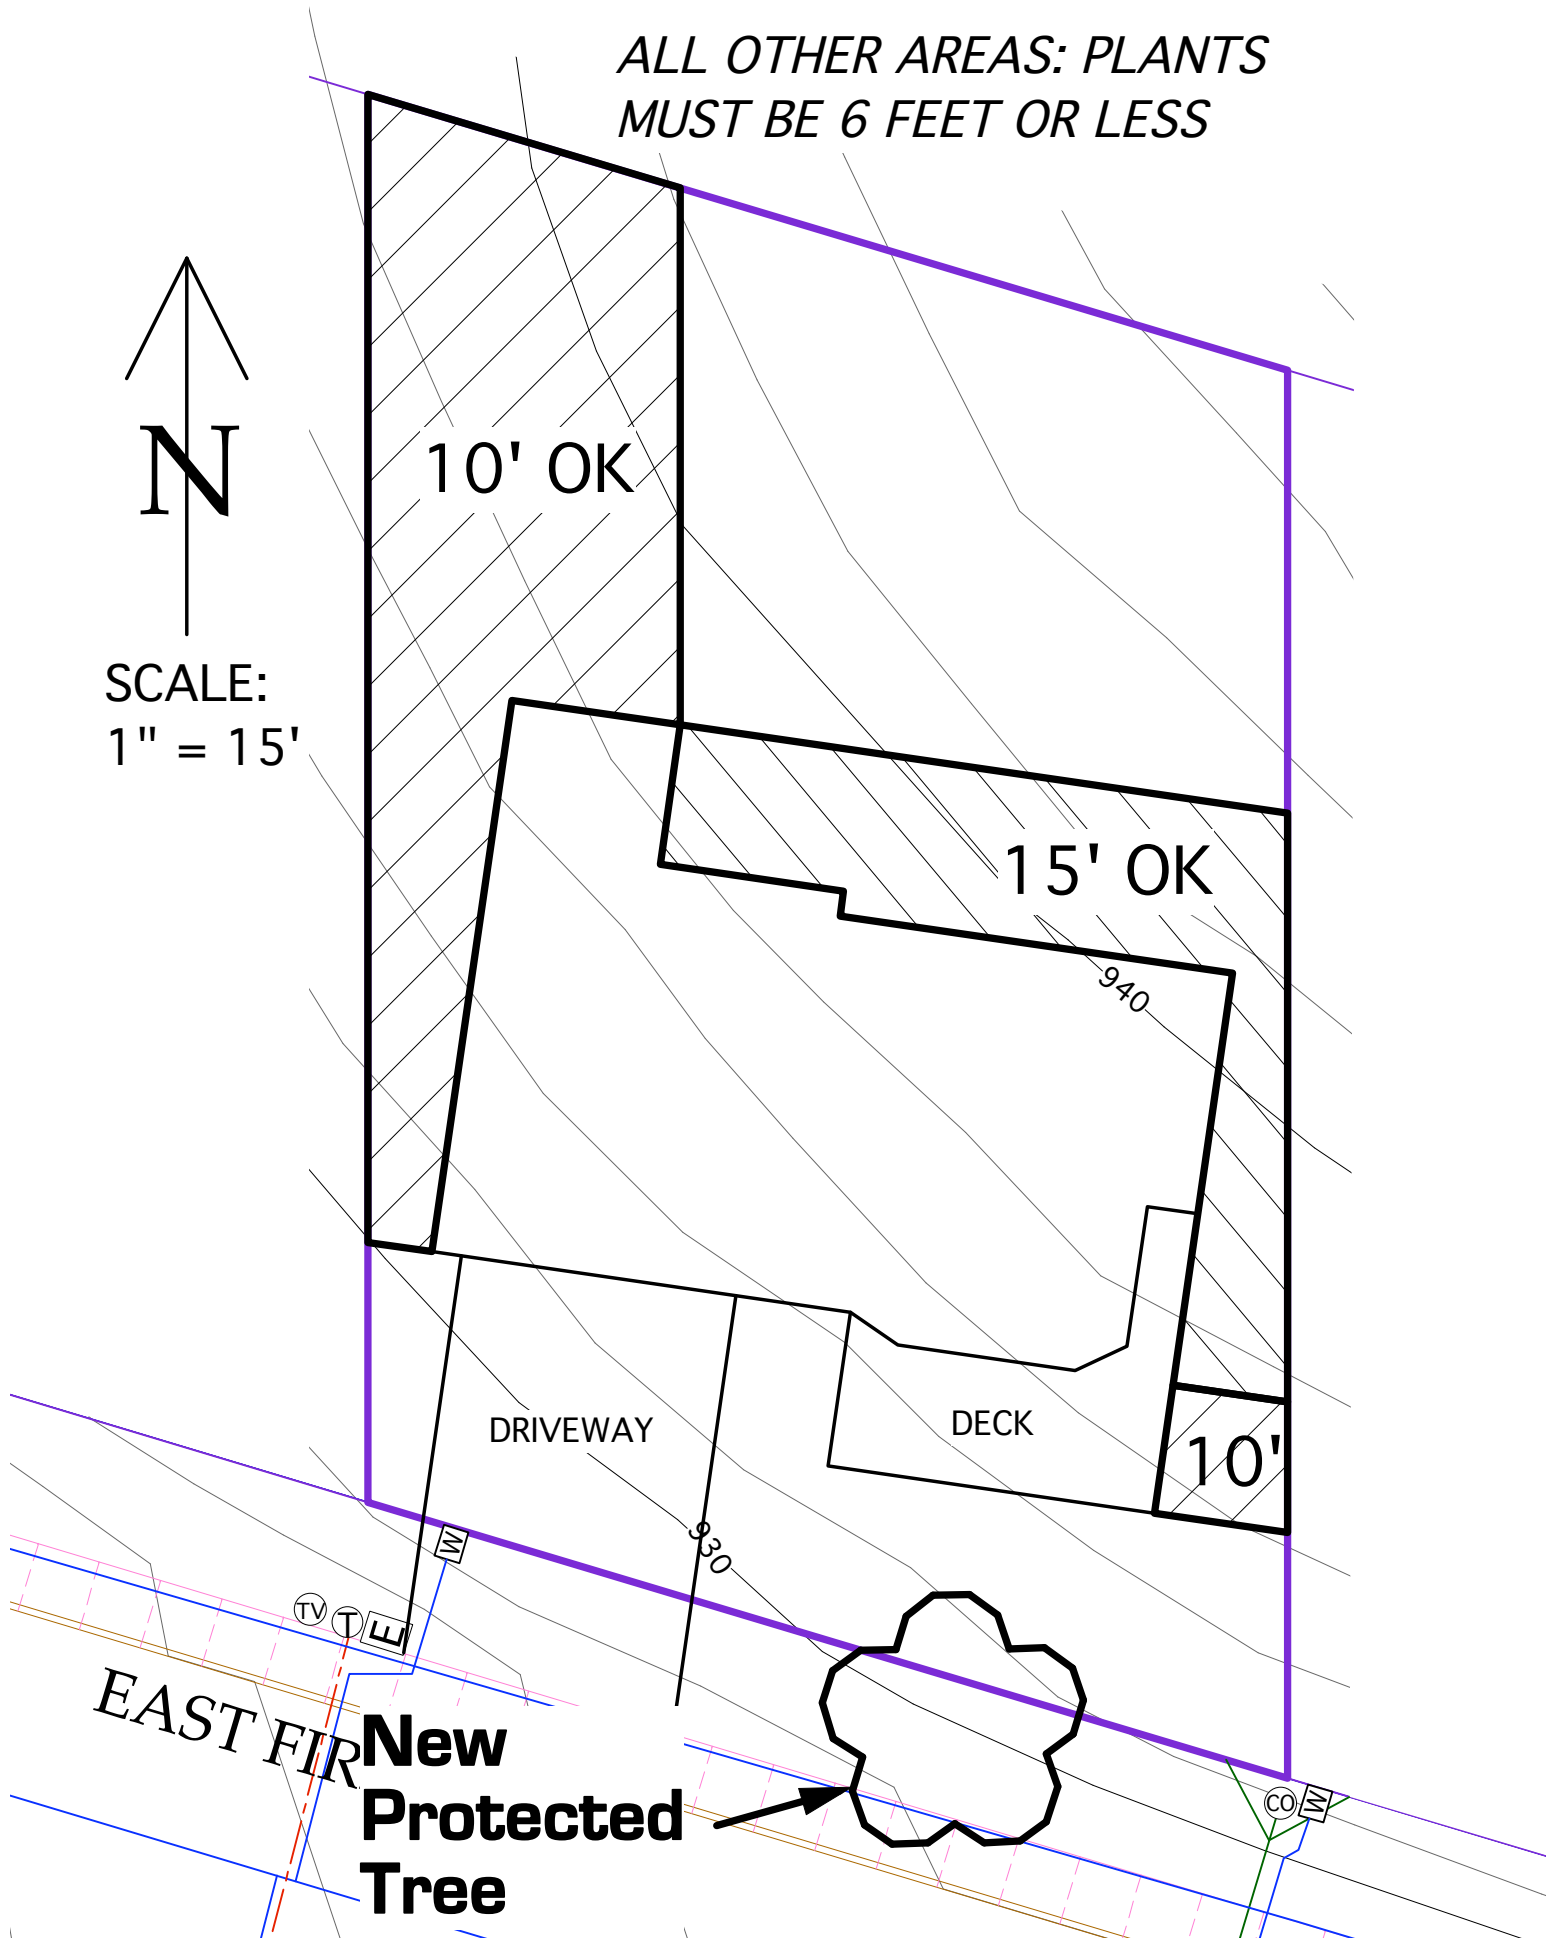 ALL OTHER AREAS: PLANTS
MUST BE 6 FEET OR LESS
10' OK
N
SCALE:
1" = 15'
15' OK
940
DRIVEWAY
DECK
10'
930
W
TV
T
E
EAST FIR
New
Protected
Tree
CO
W